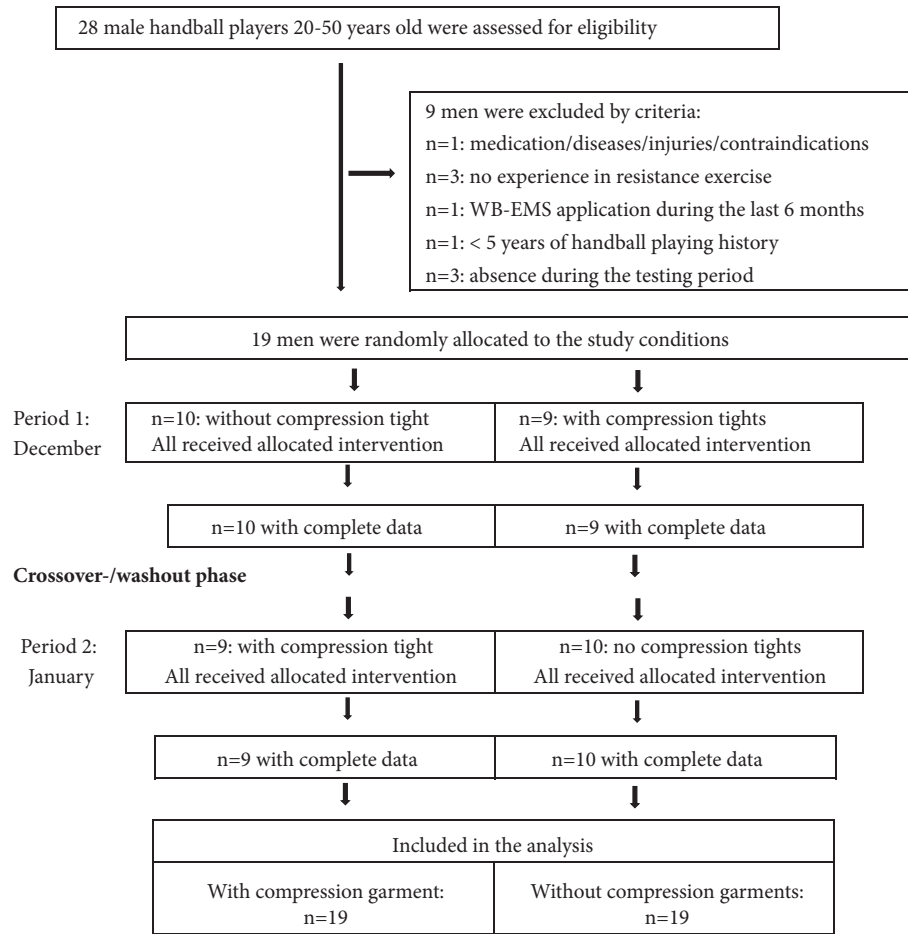 28 male handball players 20-50 years old were assessed for eligibility
9 men were excluded by criteria:
n=1: medication/diseases/injuries/contraindications
n=3: no experience in resistance exercise
n=1: WB-EMS application during the last 6 months
n=1: < 5 years of handball playing history
n=3: absence during the testing period
19 men were randomly allocated to the study conditions
Period 1:
December
n=10: without compression tight
All received allocated intervention
n=9: with compression tights
All received allocated intervention
n=10 with complete data
n=9 with complete data
Crossover-/washout phase
Period 2:
January
n=9: with compression tight
All received allocated intervention
n=10: no compression tights
All received allocated intervention
n=9 with complete data
n=10 with complete data
Included in the analysis
With compression garment:
n=19
Without compression garments:
n=19